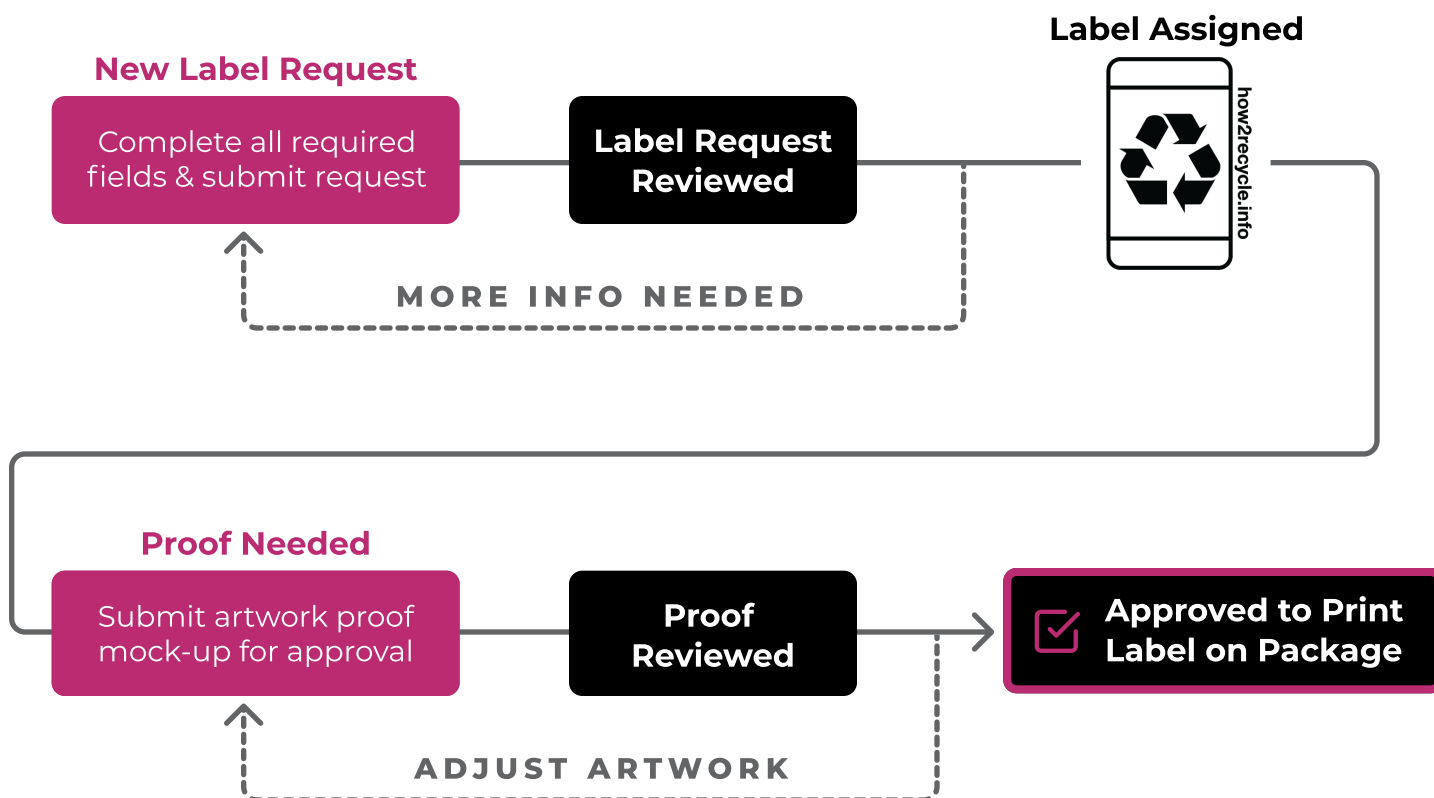 Label Assigned
New Label Request
Complete all required
fields & submit request
Label Request
Reviewed
how2recycle.info
MORE INFO NEEDED
Proof Needed
Submit artwork proof
mock-up for approval
Proof
Reviewed
Approved to Print
Label on Package
ADJUST ARTWORK